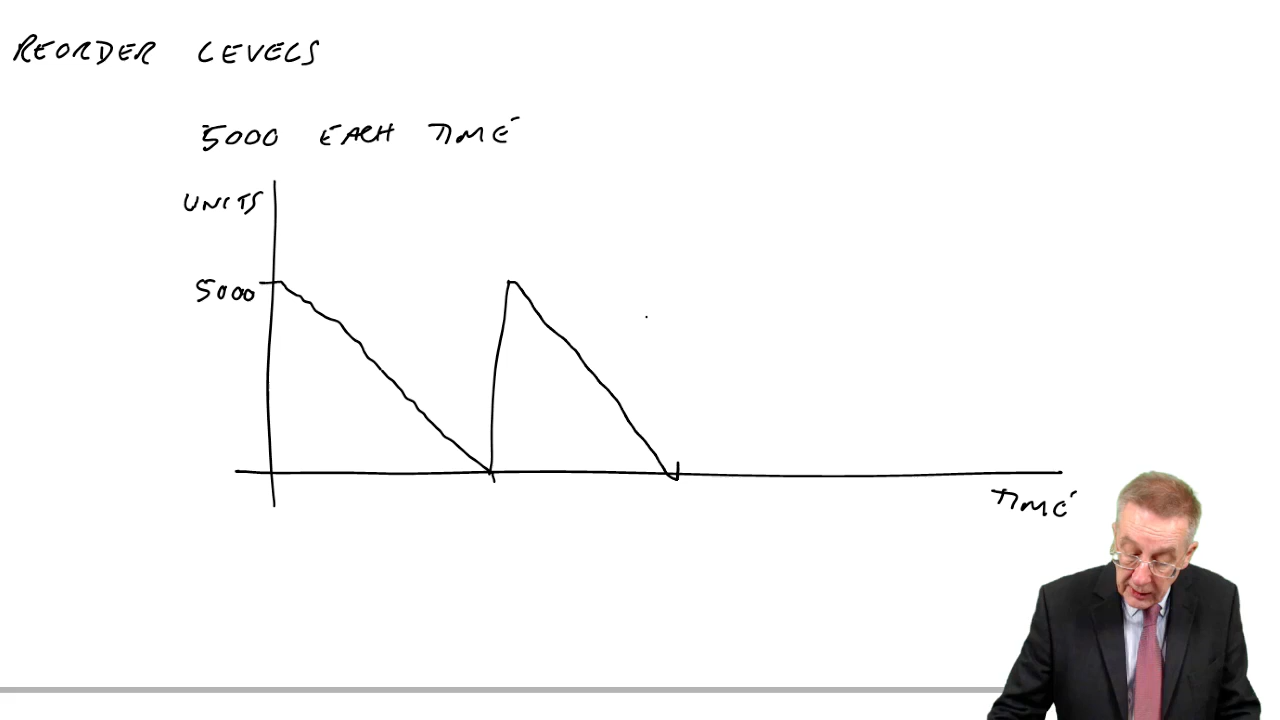 REORDER LEVELS
5000 EACH TIME
UNITS
5000
TIME